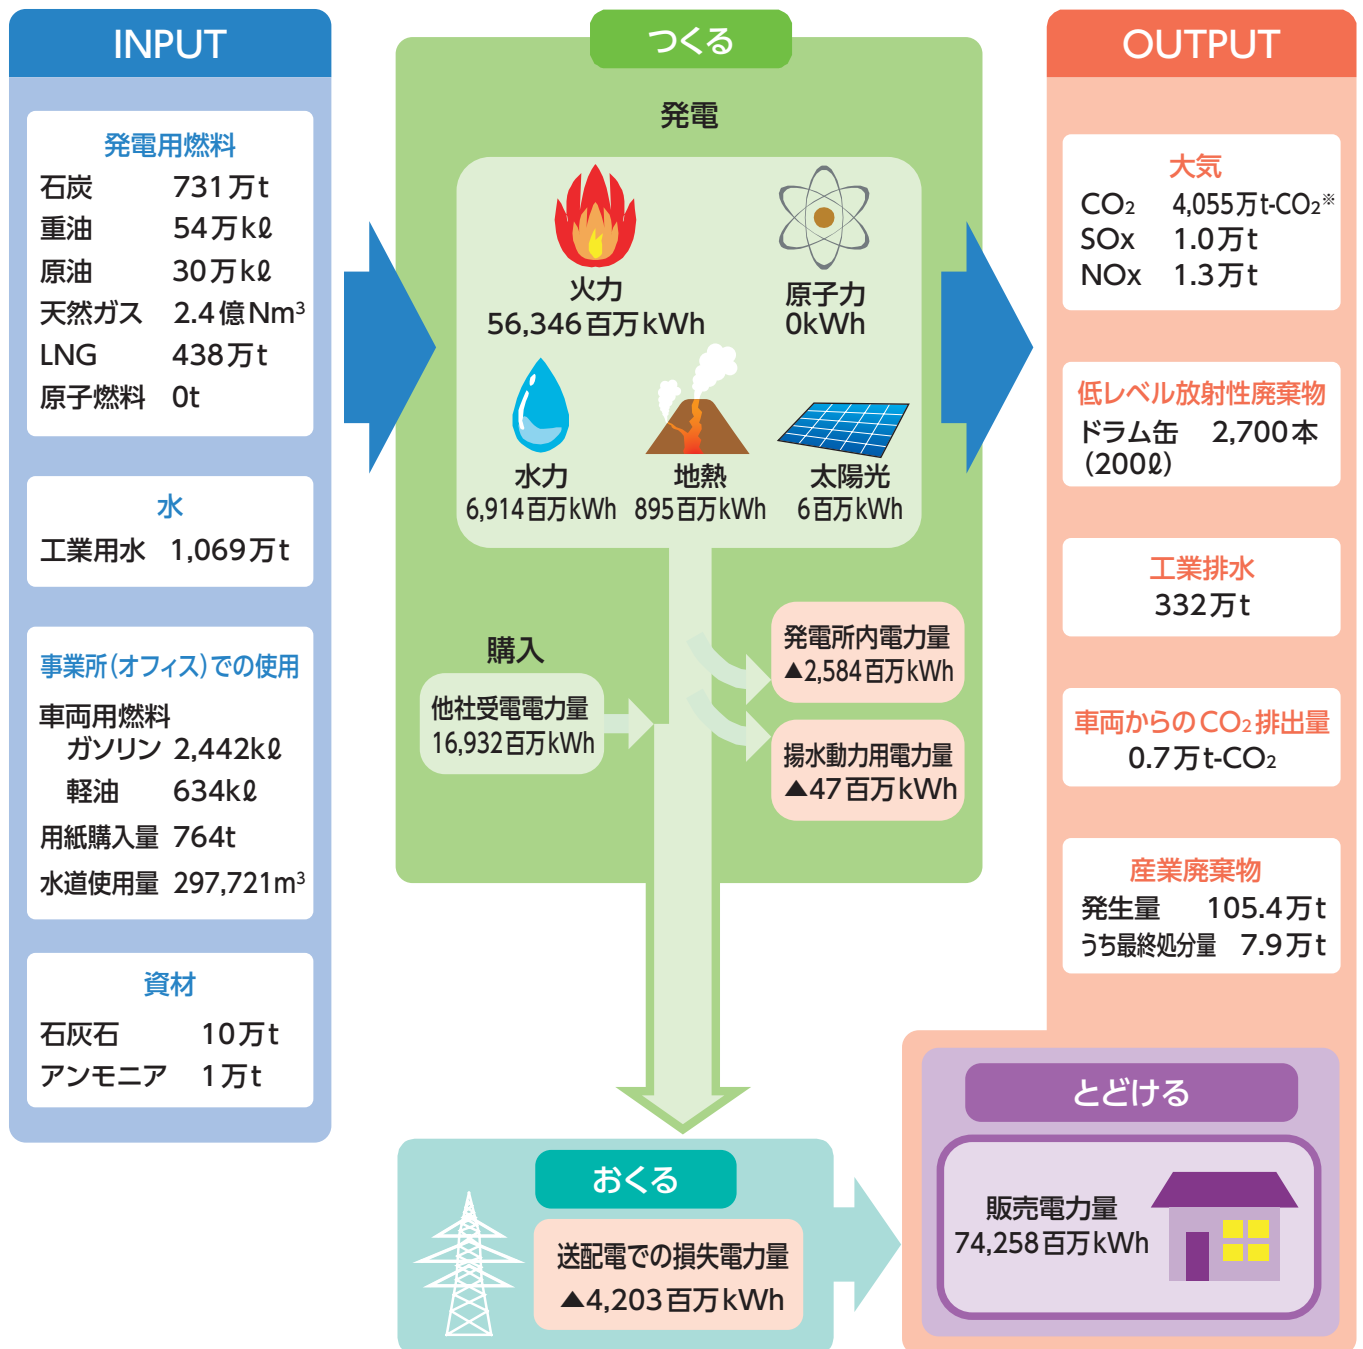 INPUT
発電用燃料
石炭 731万t
重油 54万kℓ
原油 30万kℓ
天然ガス 2.4億Nm³
LNG 438万t
原子燃料 0t
水
工業用水 1,069万t
事業所(オフィス)での使用
車両用燃料
ガソリン 2,442kℓ
軽油 634kℓ
用紙購入量 764t
水道使用量 297,721m³
資材
石灰石 10万t
アンモニア 1万t
つくる
発電
火力
56,346百万kWh
原子力
0kWh
水力
6,914百万kWh
地熱
895百万kWh
太陽光
6百万kWh
購入
他社受電電力量
16,932百万kWh
発電所内電力量
▲2,584百万kWh
揚水動力用電力量
▲47百万kWh
おくる
送配電での損失電力量
▲4,203百万kWh
OUTPUT
大気
CO₂ 4,055万t-CO₂※
SOx 1.0万t
NOx 1.3万t
低レベル放射性廃棄物
ドラム缶 2,700本
(200ℓ)
工業排水
332万t
車両からのCO₂排出量
0.7万t-CO₂
産業廃棄物
発生量 105.4万t
うち最終処分量 7.9万t
とどける
販売電力量
74,258百万kWh